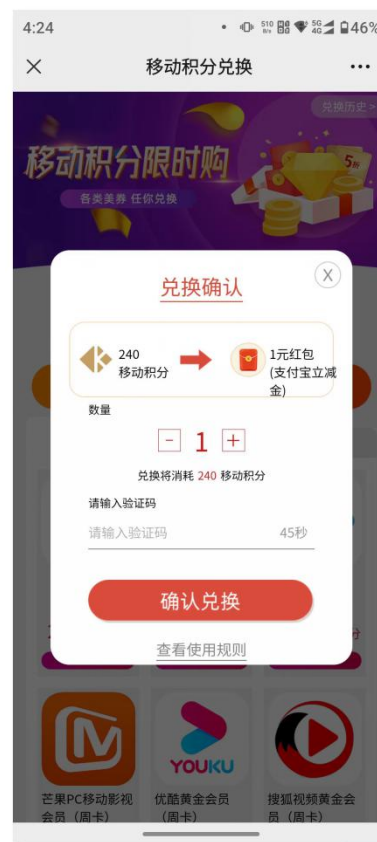 4:24
510 B/s 5G 4G 46%
移动积分兑换
兑换历史 >
移动积分限时购
5折
各类美券 任你兑换
兑换确认
X
240
移动积分
1元红包
(支付宝立减
金)
数量
- 1 +
兑换将消耗 240 移动积分
请输入验证码
请输入验证码 45秒
确认兑换
查看使用规则
分
YOUKU
芒果PC移动影视 优酷黄金会员 搜狐视频黄金会
会员（周卡） （周卡） 员（周卡）